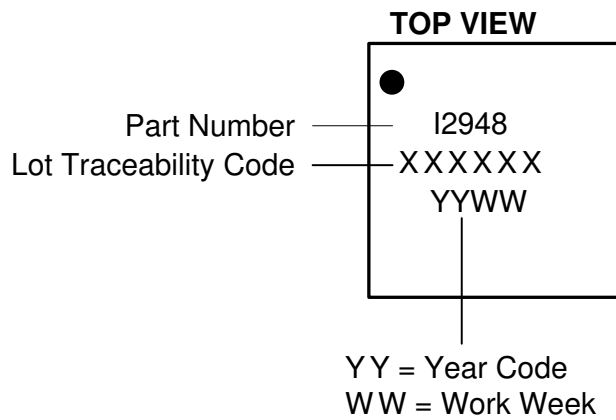 TOP VIEW
Part Number
I2948
Lot Traceability Code
XXXXXX
YYWW
YY = Year Code
WW = Work Week